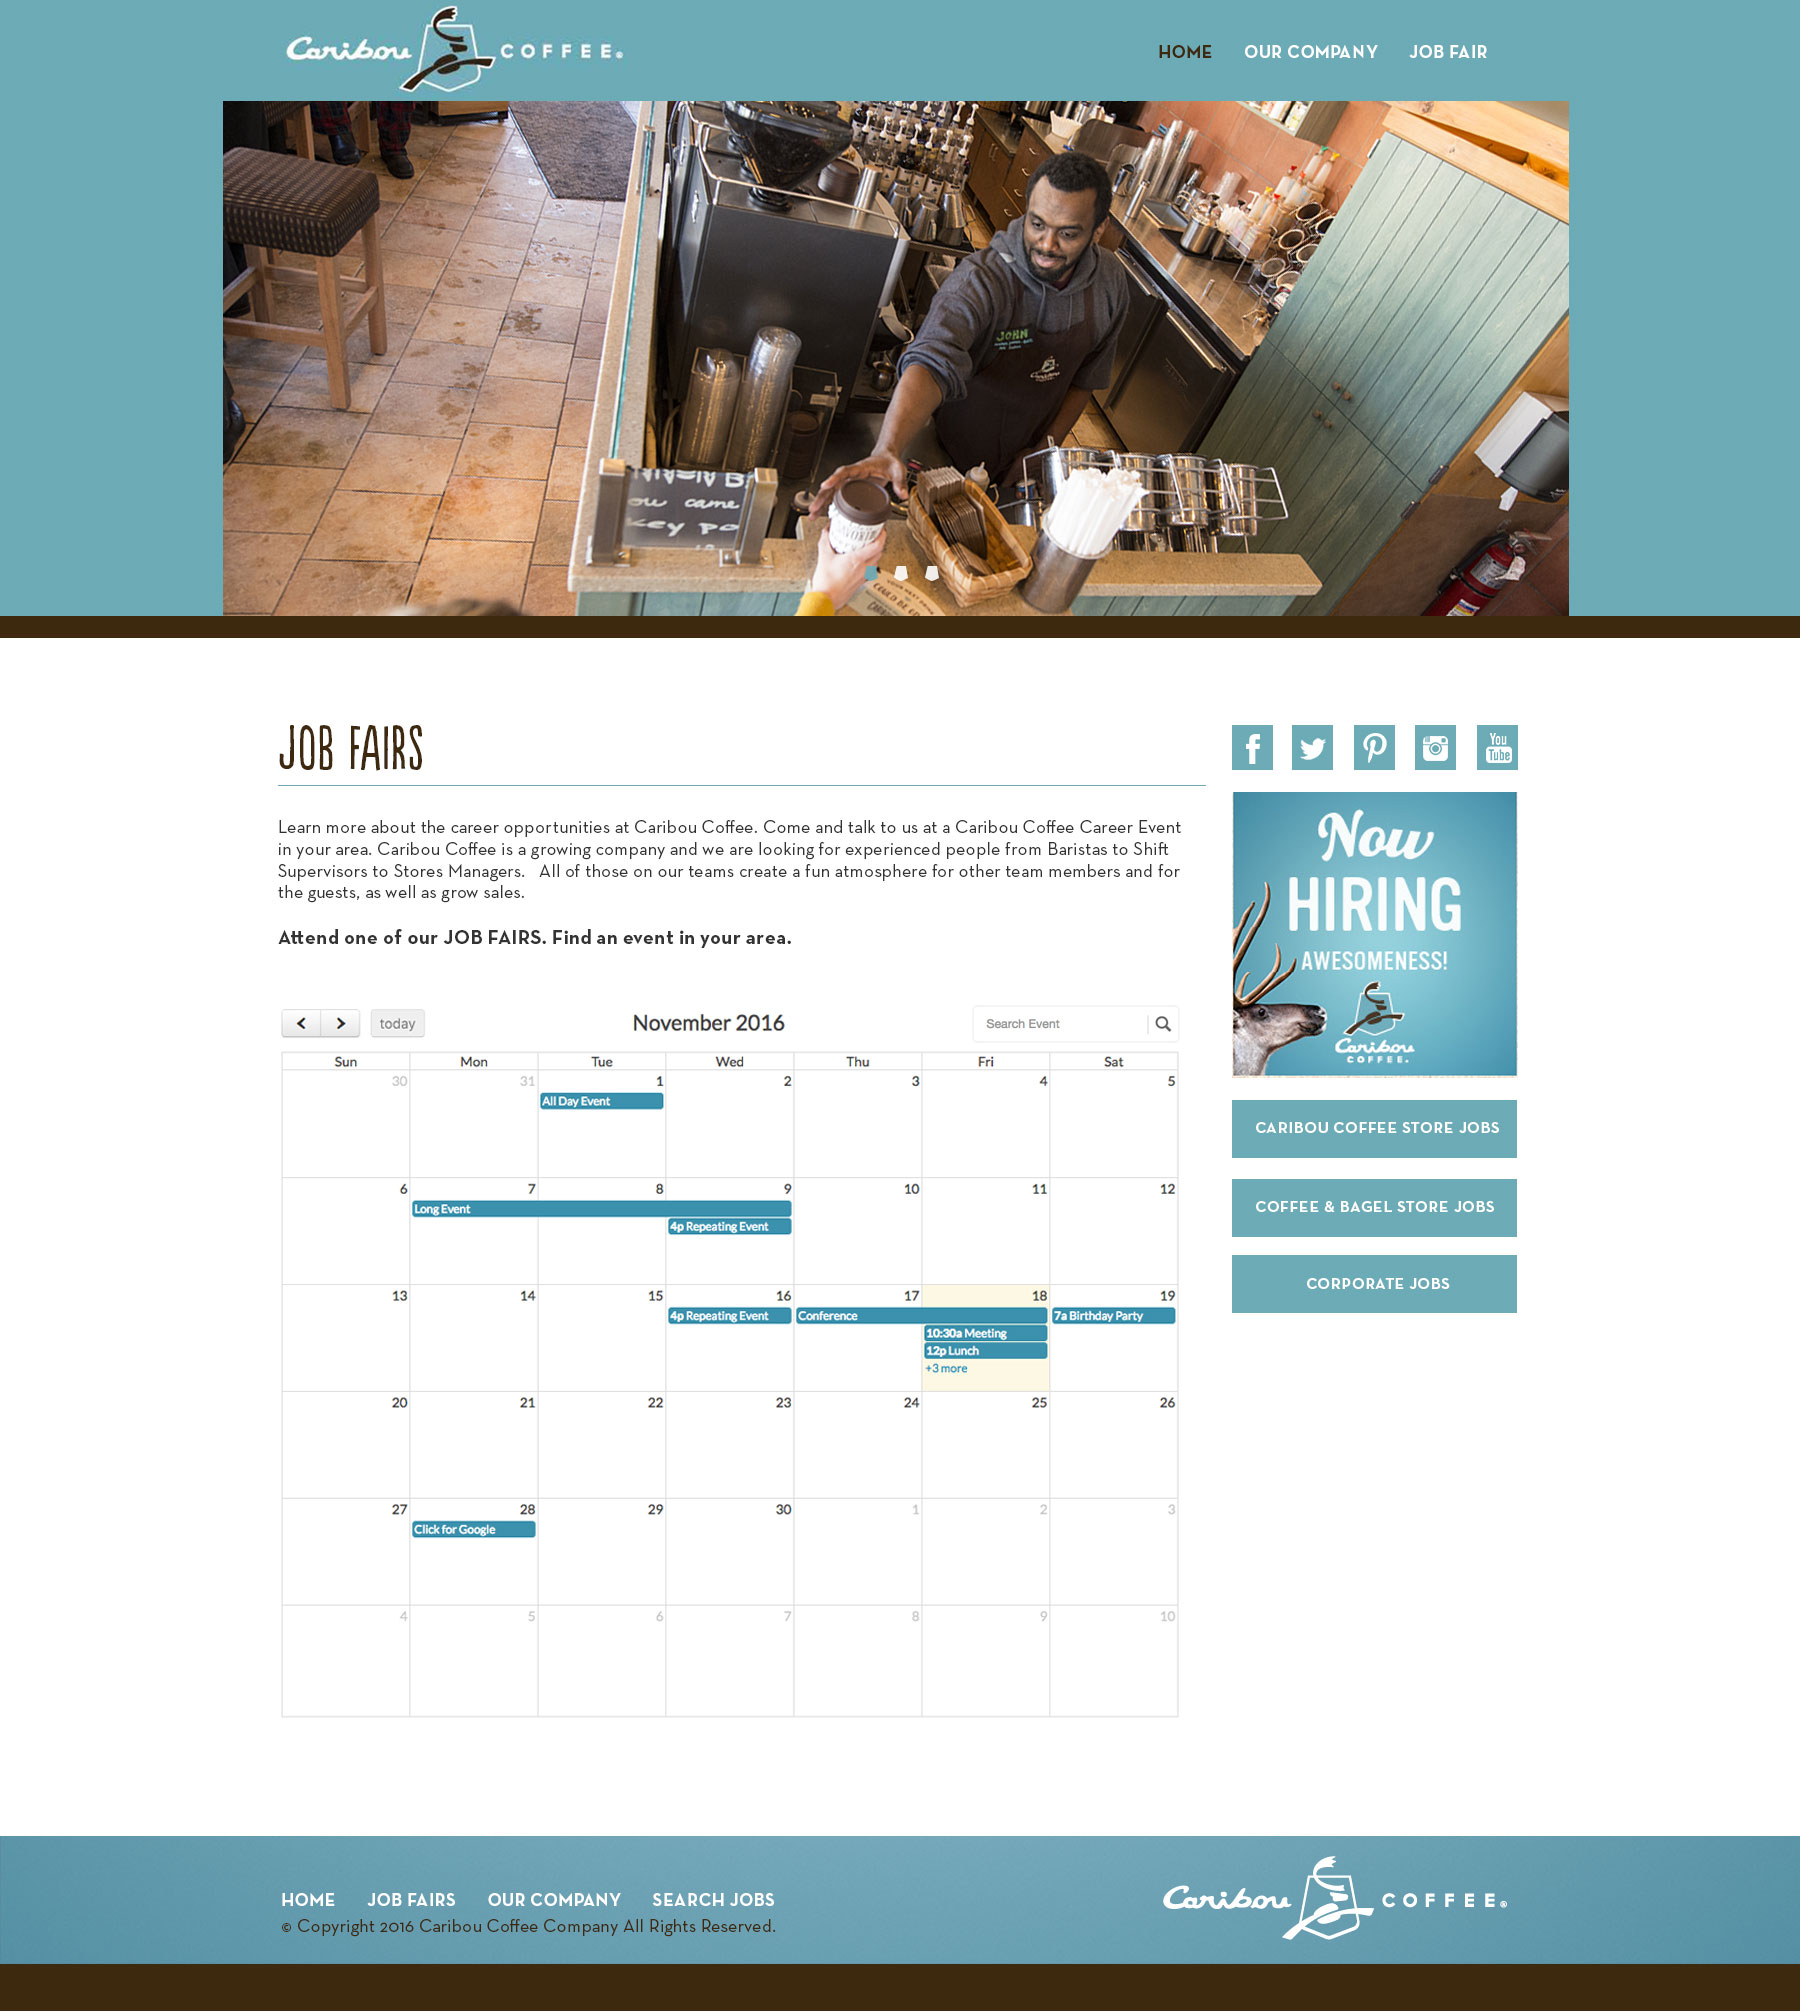 Caribou COFFEE®
HOME OUR COMPANY JOB FAIR
JOHN
Caribou
COFFEE
ou came
key po
JOB FAIRS
You
Tube
Learn more about the career opportunities at Caribou Coffee. Come and talk to us at a Caribou Coffee Career Event
in your area. Caribou Coffee is a growing company and we are looking for experienced people from Baristas to Shift
Supervisors to Stores Managers. All of those on our teams create a fun atmosphere for other team members and for
the guests, as well as grow sales.
Attend one of our JOB FAIRS. Find an event in your area.
Now
HIRING
AWESOMENESS!
Caribou
COFFEE®
CARIBOU COFFEE STORE JOBS
COFFEE & BAGEL STORE JOBS
CORPORATE JOBS
today November 2016 Search Event
Sun Mon Tue Wed Thu Fri Sat
30 31 1 2 3 4 5
All Day Event
6 7 8 9 10 11 12
Long Event
4p Repeating Event
13 14 15 16 17 18 19
4p Repeating Event Conference 7a Birthday Party
10:30a Meeting
12p Lunch
+3 more
20 21 22 23 24 25 26
27 28 29 30 1 2 3
Click for Google
4 5 6 7 8 9 10
HOME JOB FAIRS OUR COMPANY SEARCH JOBS
© Copyright 2016 Caribou Coffee Company All Rights Reserved.
Caribou COFFEE®